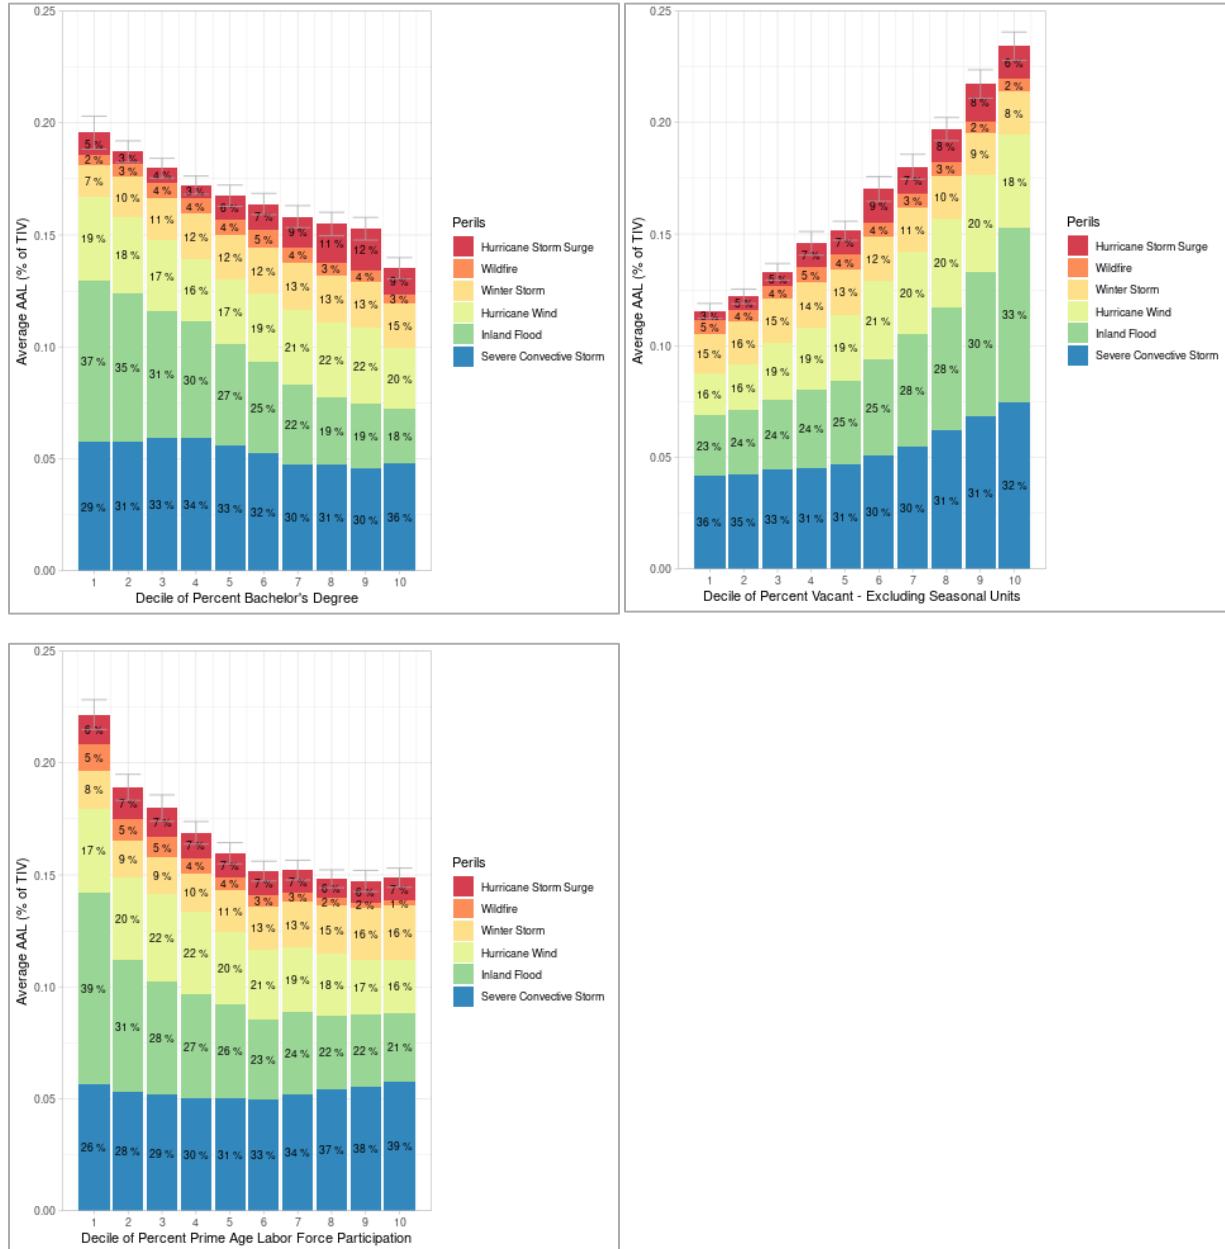 0.25
0.20
0.15
0.10
0.05
0.00
Average AAL (% of TIV)
5 % 3 % 4 % 3 % 6 % 7 % 9 % 11 % 12 % 9 %
2 % 3 % 4 % 4 % 4 % 5 % 4 % 3 % 4 % 3 %
7 % 10 % 11 % 12 % 12 % 12 % 13 % 13 % 13 % 15 %
19 % 18 % 17 % 16 % 17 % 19 % 21 % 22 % 22 % 20 %
37 % 35 % 31 % 30 % 27 % 25 % 22 % 19 % 19 % 18 %
29 % 31 % 33 % 34 % 33 % 32 % 30 % 31 % 30 % 36 %
1 2 3 4 5 6 7 8 9 10
Decile of Percent Bachelor's Degree
Perils
Hurricane Storm Surge
Wildfire
Winter Storm
Hurricane Wind
Inland Flood
Severe Convective Storm
0.25
0.20
0.15
0.10
0.05
0.00
Average AAL (% of TIV)
3 % 5 % 5 % 7 % 7 % 9 % 7 % 8 % 8 % 6 %
5 % 4 % 4 % 5 % 4 % 4 % 3 % 3 % 2 % 2 %
15 % 16 % 15 % 14 % 13 % 12 % 11 % 10 % 9 % 8 %
16 % 16 % 19 % 19 % 19 % 21 % 20 % 20 % 20 % 18 %
23 % 24 % 24 % 24 % 25 % 25 % 28 % 28 % 30 % 33 %
36 % 35 % 33 % 31 % 31 % 30 % 30 % 31 % 31 % 32 %
1 2 3 4 5 6 7 8 9 10
Decile of Percent Vacant - Excluding Seasonal Units
Perils
Hurricane Storm Surge
Wildfire
Winter Storm
Hurricane Wind
Inland Flood
Severe Convective Storm
0.25
0.20
0.15
0.10
0.05
0.00
Average AAL (% of TIV)
6 % 7 % 7 % 7 % 7 % 7 % 7 % 6 % 6 % 7 %
5 % 5 % 5 % 4 % 4 % 3 % 3 % 2 % 2 % 1 %
8 % 9 % 9 % 10 % 11 % 13 % 13 % 15 % 16 % 16 %
17 % 20 % 22 % 22 % 20 % 21 % 19 % 18 % 17 % 16 %
39 % 31 % 28 % 27 % 26 % 23 % 24 % 22 % 22 % 21 %
26 % 28 % 29 % 30 % 31 % 33 % 34 % 37 % 38 % 39 %
1 2 3 4 5 6 7 8 9 10
Decile of Percent Prime Age Labor Force Participation
Perils
Hurricane Storm Surge
Wildfire
Winter Storm
Hurricane Wind
Inland Flood
Severe Convective Storm